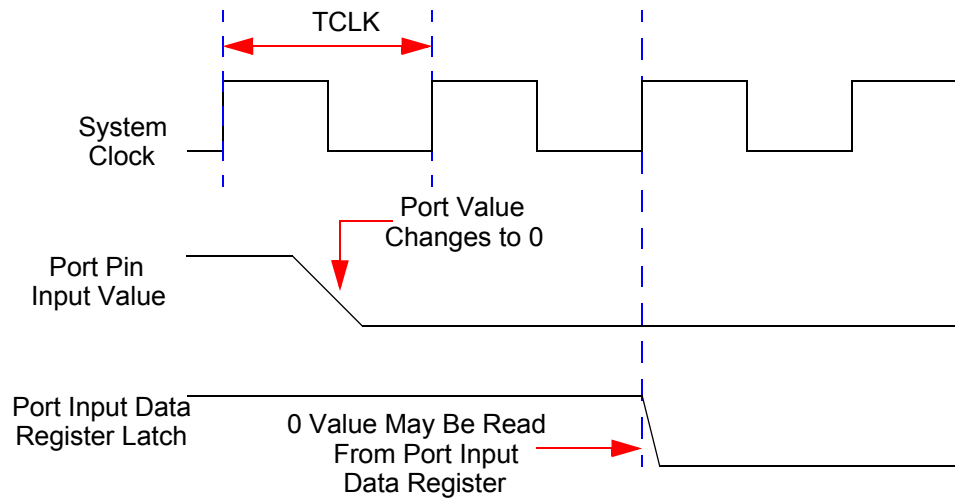 TCLK
System
Clock
Port Value
Changes to 0
Port Pin
Input Value
Port Input Data
Register Latch
0 Value May Be Read
From Port Input
Data Register